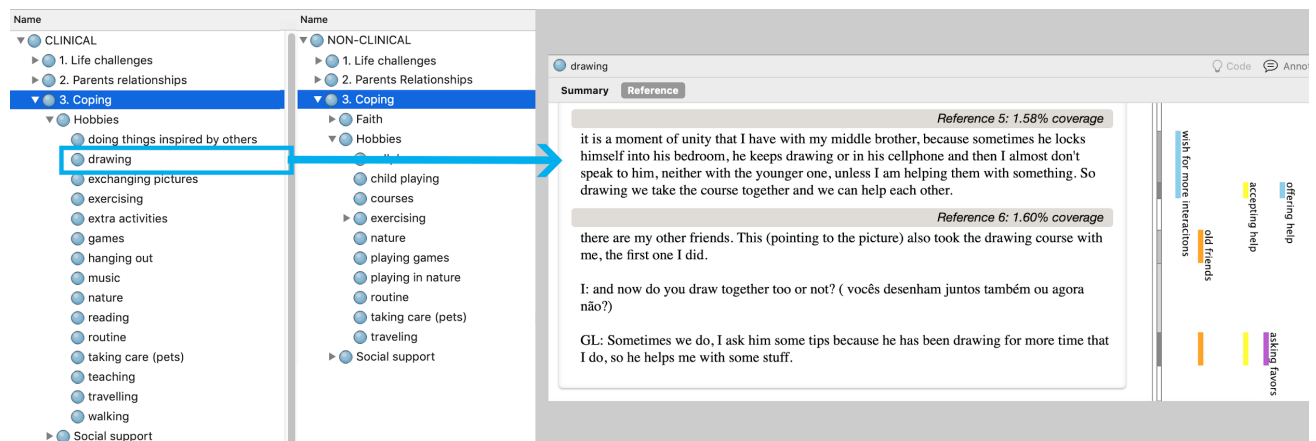 Name
CLINICAL
1. Life challenges
2. Parents relationships
3. Coping
Hobbies
doing things inspired by others
drawing
exchanging pictures
exercising
extra activities
games
hanging out
music
nature
reading
routine
taking care (pets)
teaching
travelling
walking
Social support
Name
NON-CLINICAL
1. Life challenges
2. Parents Relationships
3. Coping
Faith
Hobbies
child playing
courses
exercising
nature
playing games
playing in nature
routine
taking care (pets)
traveling
Social support
drawing
Code
Annot
Summary
Reference
Reference 5: 1.58% coverage
it is a moment of unity that I have with my middle brother, because sometimes he locks
himself into his bedroom, he keeps drawing or in his cellphone and then I almost don't
speak to him, neither with the younger one, unless I am helping them with something. So
drawing we take the course together and we can help each other.
Reference 6: 1.60% coverage
there are my other friends. This (pointing to the picture) also took the drawing course with
me, the first one I did.
I: and now do you draw together too or not? ( vocês desenham juntos também ou agora
não?)
GL: Sometimes we do, I ask him some tips because he has been drawing for more time that
I do, so he helps me with some stuff.
wish for more interacitons
old friends
accepting help
offering help
asking favors